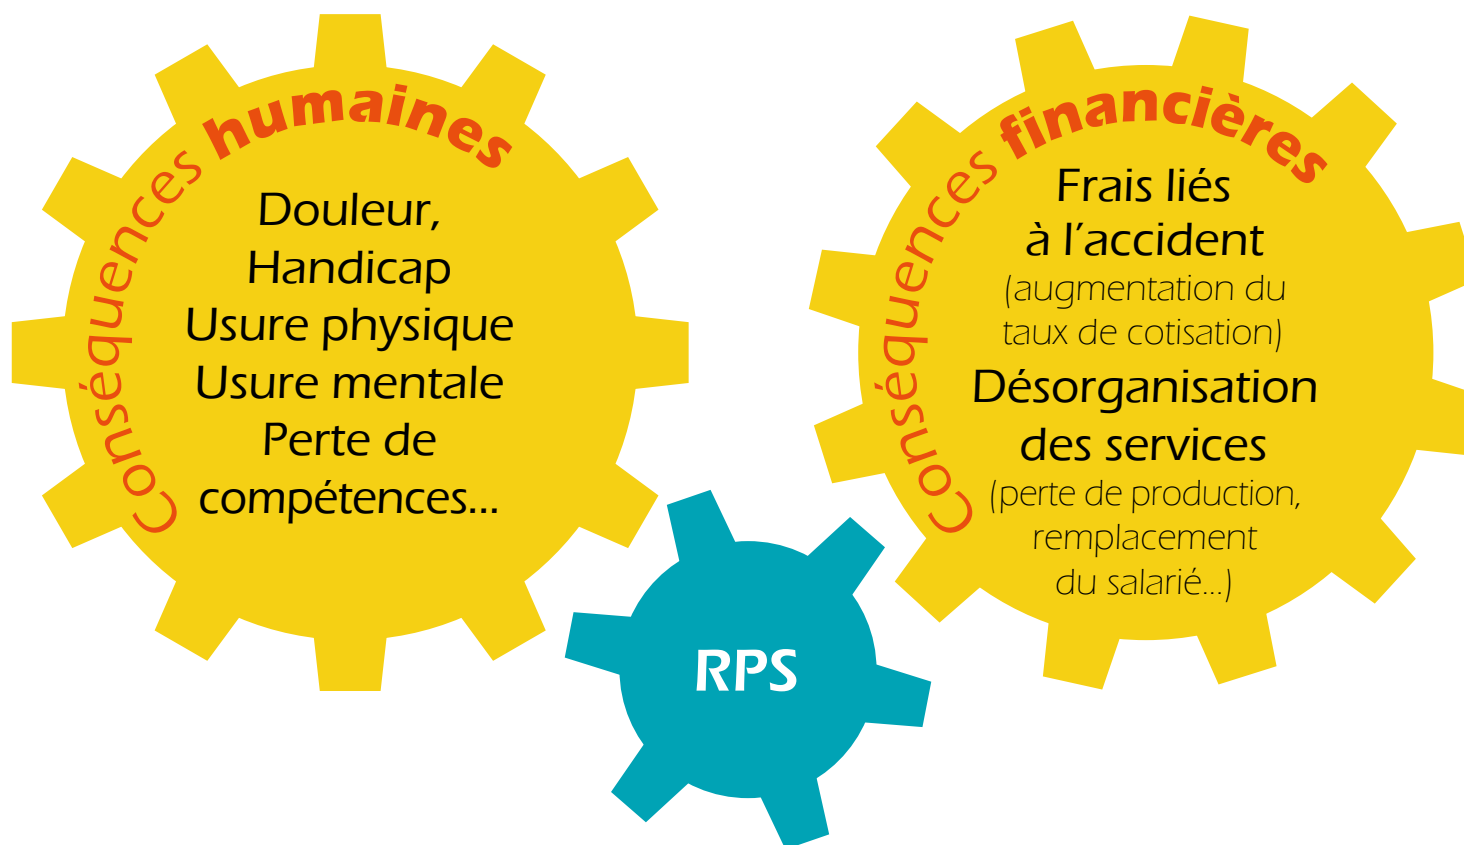 Conséquences humaines
Douleur,
Handicap
Usure physique
Usure mentale
Perte de
compétences...
Conséquences financières
Frais liés
à l’accident
(augmentation du
taux de cotisation)
Désorganisation
des services
(perte de production,
remplacement
du salarié...)
RPS